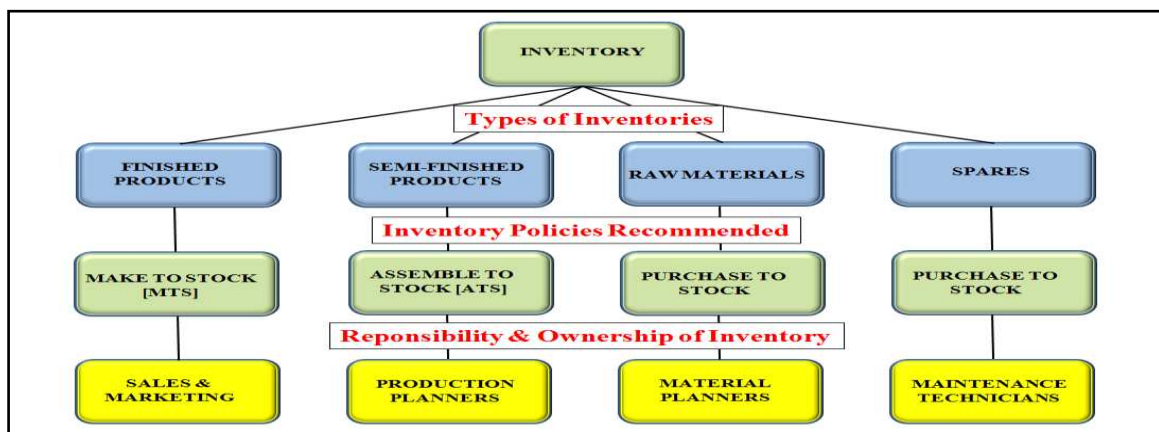 INVENTORY
Types of Inventories
FINISHED
PRODUCTS
SEMI-FINISHED
PRODUCTS
RAW MATERIALS
SPARES
Inventory Policies Recommended
MAKE TO STOCK
[MTS]
ASSEMBLE TO
STOCK [ATS]
PURCHASE TO
STOCK
PURCHASE TO
STOCK
Reponsibility & Ownership of Inventory
SALES &
MARKETING
PRODUCTION
PLANNERS
MATERIAL
PLANNERS
MAINTENANCE
TECHNICIANS